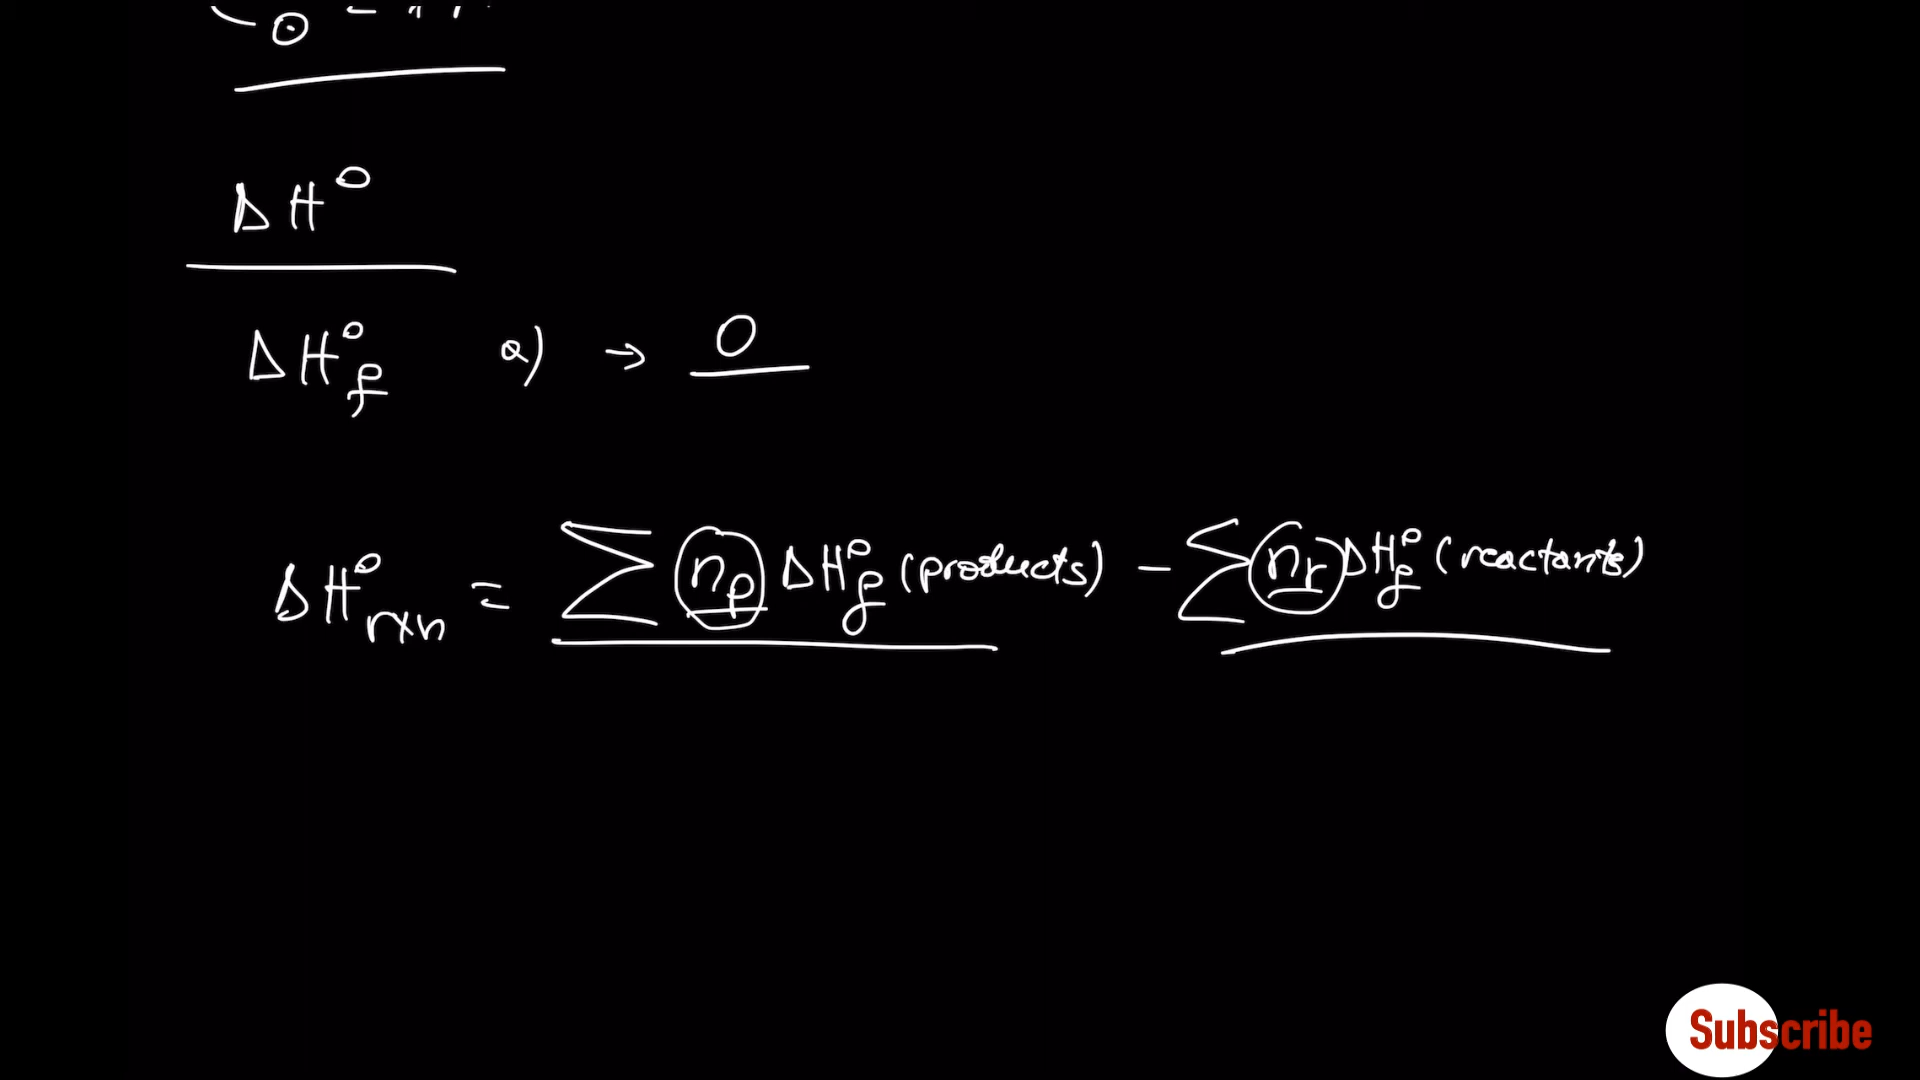 ΔH°
ΔH°f a) → 0
ΔH°rxn = Σ np ΔH°f (products) - Σ nr ΔH°f (reactants)
Subscribe